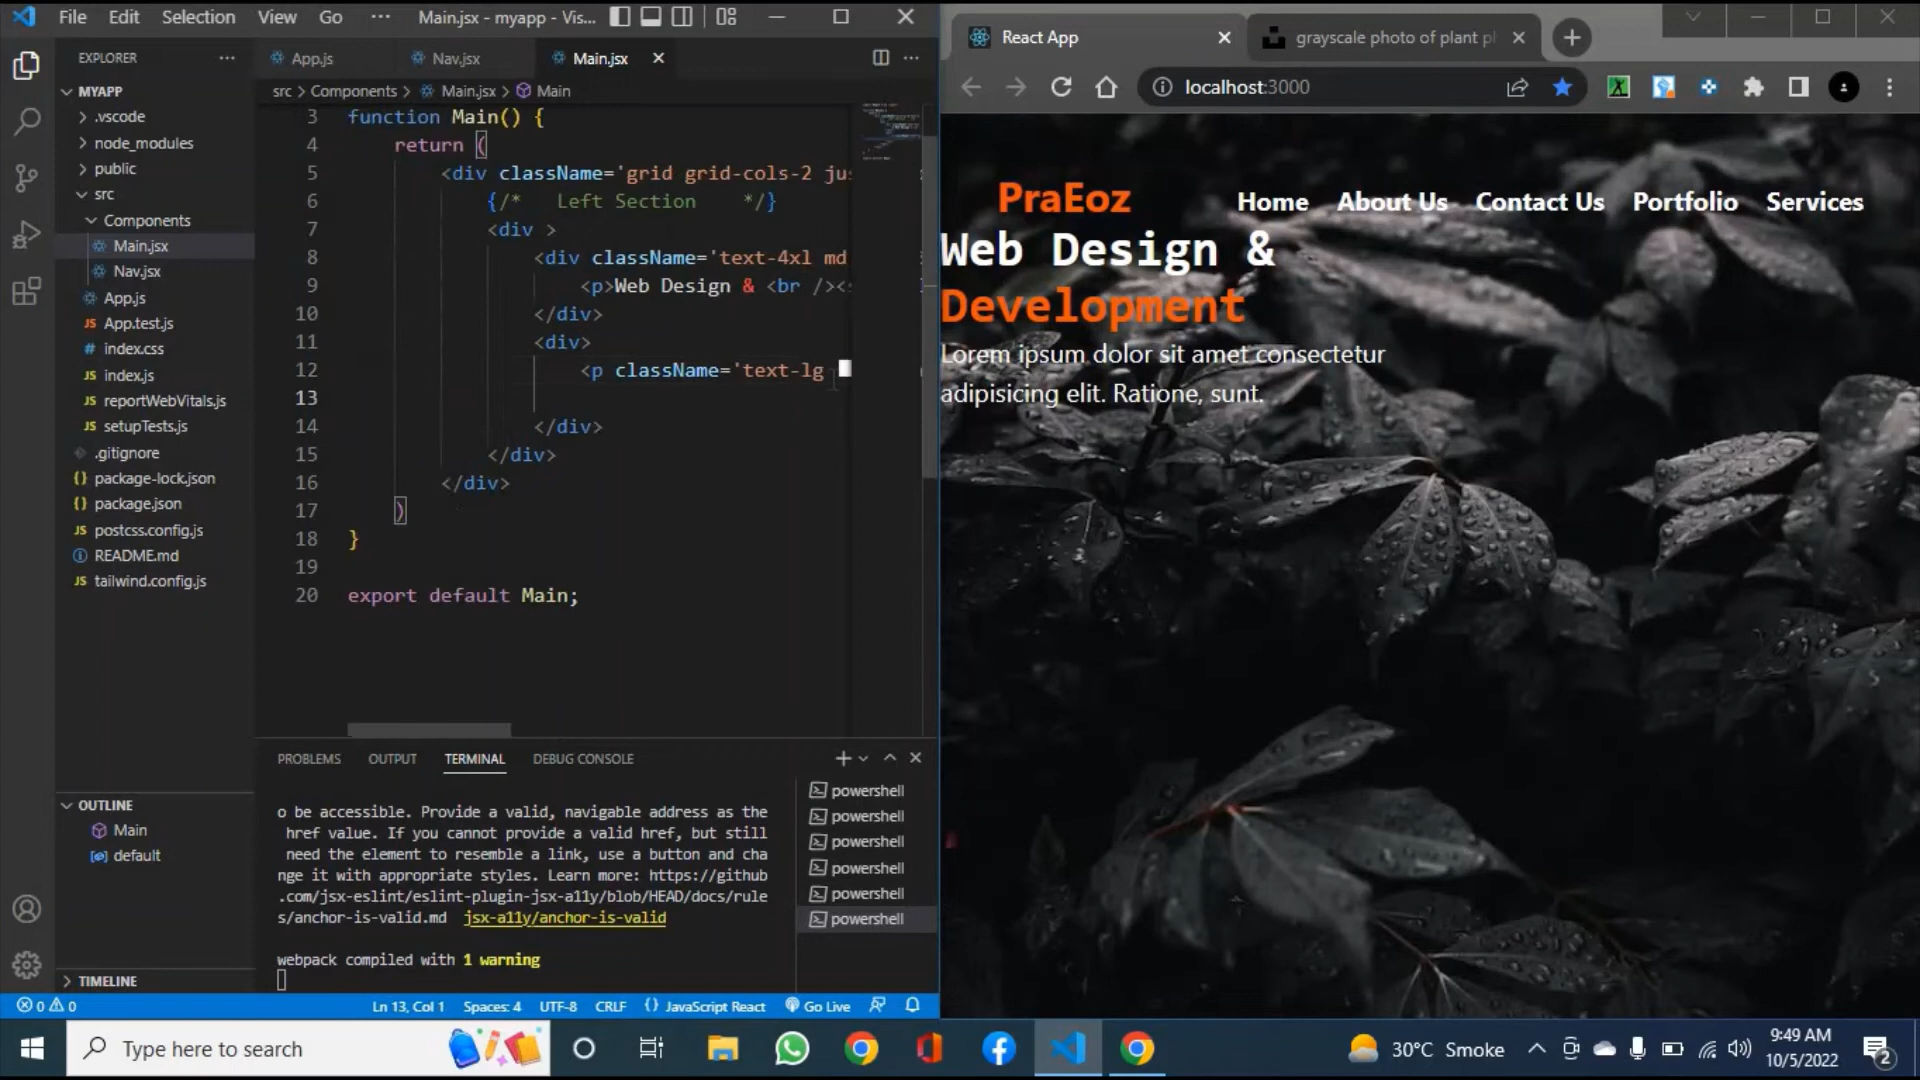 File Edit Selection View Go ··· Main.jsx - myapp - Vis...
EXPLORER ···
MYAPP
.vscode
node_modules
public
src
Components
Main.jsx
Nav.jsx
App.js
App.test.js
index.css
index.js
reportWebVitals.js
setupTests.js
.gitignore
package-lock.json
package.json
postcss.config.js
README.md
tailwind.config.js
OUTLINE
Main
default
TIMELINE
App.js Nav.jsx Main.jsx
src > Components > Main.jsx > Main
3 function Main() {
4 return (
5 <div className='grid grid-cols-2 jus
6 {/* Left Section */}
7 <div >
8 <div className='text-4xl md
9 <p>Web Design & <br /><
10 </div>
11 <div>
12 <p className='text-lg
13
14 </div>
15 </div>
16 </div>
17 )
18 }
19
20 export default Main;
PROBLEMS OUTPUT TERMINAL DEBUG CONSOLE
o be accessible. Provide a valid, navigable address as the
href value. If you cannot provide a valid href, but still
need the element to resemble a link, use a button and cha
nge it with appropriate styles. Learn more: https://github
.com/jsx-eslint/eslint-plugin-jsx-a11y/blob/HEAD/docs/rule
s/anchor-is-valid.md jsx-a11y/anchor-is-valid
webpack compiled with 1 warning
powershell
powershell
powershell
powershell
powershell
powershell
0 0 Ln 13, Col 1 Spaces: 4 UTF-8 CRLF {} JavaScript React Go Live
React App grayscale photo of plant p
localhost:3000
PraEoz Home About Us Contact Us Portfolio Services
Web Design &
Development
Lorem ipsum dolor sit amet consectetur
adipisicing elit. Ratione, sunt.
Type here to search
30°C Smoke
9:49 AM
10/5/2022
2